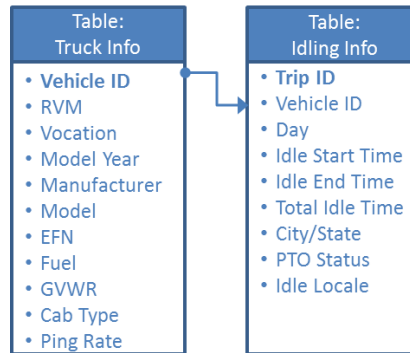 Table:
Truck Info
• Vehicle ID
• RVM
• Vocation
• Model Year
• Manufacturer
• Model
• EFN
• Fuel
• GVWR
• Cab Type
• Ping Rate
Table:
Idling Info
• Trip ID
• Vehicle ID
• Day
• Idle Start Time
• Idle End Time
• Total Idle Time
• City/State
• PTO Status
• Idle Locale